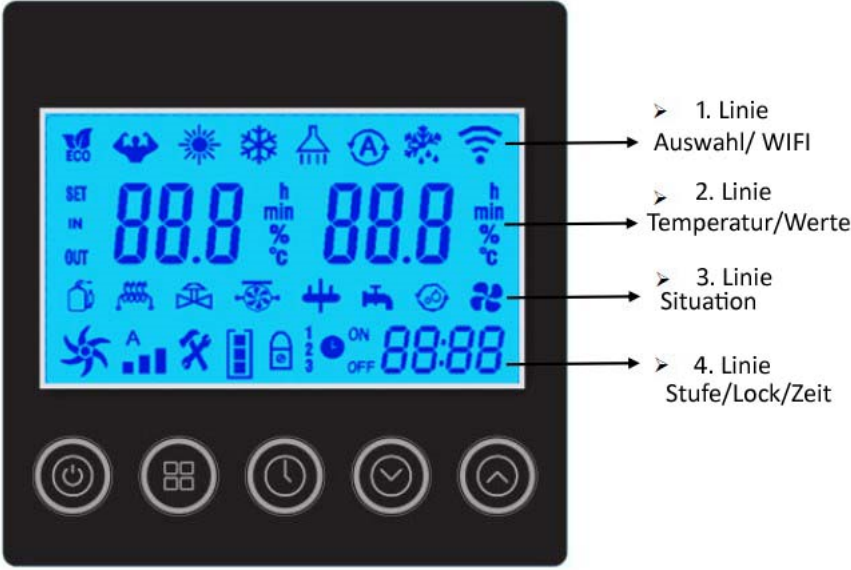 ECO
A
1. Linie
Auswahl/ WIFI
SET
IN
OUT
88.8
h
min
%
°C
88.8
h
min
%
°C
2. Linie
Temperatur/Werte
3. Linie
Situation
A
1
2
3
ON
OFF
88:88
4. Linie
Stufe/Lock/Zeit